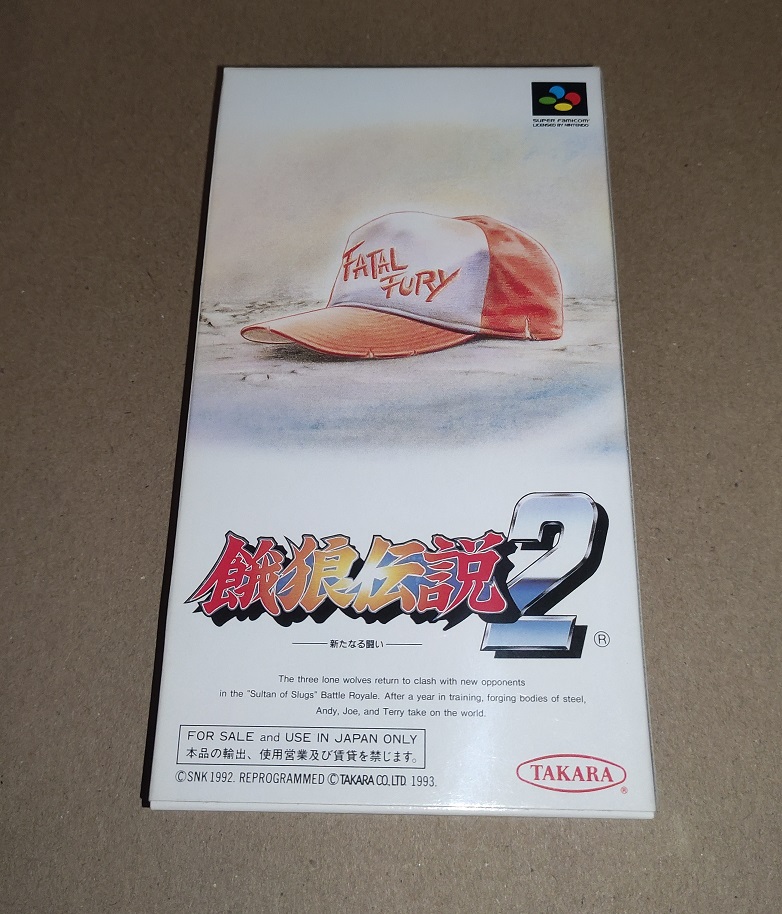 SUPER FAMICOM
LICENSED BY NINTENDO
FATAL
FURY
餓狼伝説2
新たなる闘い
®
The three lone wolves return to clash with new opponents
in the "Sultan of Slugs" Battle Royale. After a year in training, forging bodies of steel,
Andy, Joe, and Terry take on the world.
FOR SALE and USE IN JAPAN ONLY
本品の輸出、使用営業及び賃貸を禁じます。
©SNK 1992. REPROGRAMMED ©TAKARA CO.,LTD. 1993.
TAKARA®